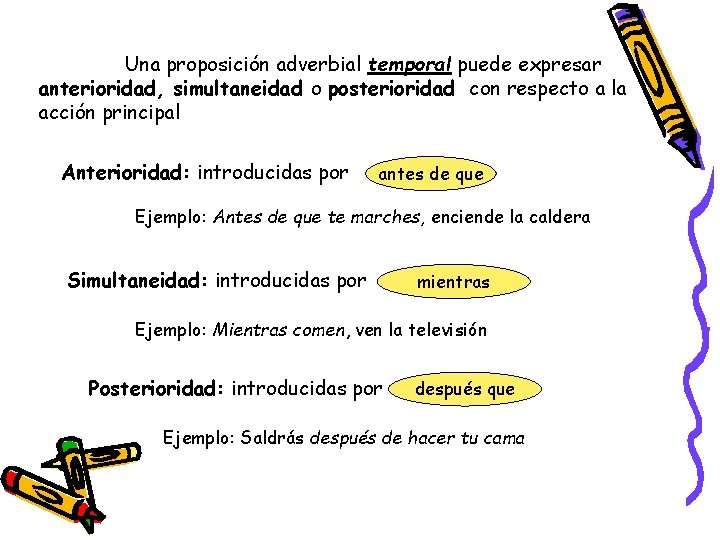 Una proposición adverbial temporal puede expresar
anterioridad, simultaneidad o posterioridad con respecto a la
acción principal
Anterioridad: introducidas por antes de que
Ejemplo: Antes de que te marches, enciende la caldera
Simultaneidad: introducidas por mientras
Ejemplo: Mientras comen, ven la televisión
Posterioridad: introducidas por después que
Ejemplo: Saldrás después de hacer tu cama